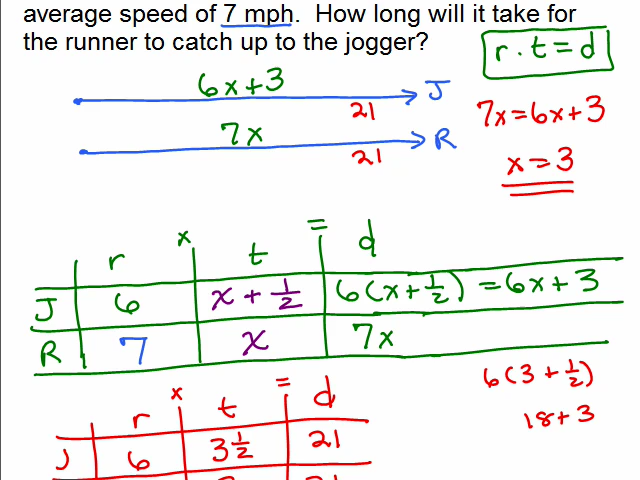 average speed of 7 mph. How long will it take for
the runner to catch up to the jogger?
r · t = d
6x+3
J
21
7x = 6x + 3
7x
R
21
x = 3
r x t = d
J 6 x + 1/2 6(x + 1/2) = 6x + 3
R 7 x 7x
6(3 + 1/2)
18 + 3
r x t = d
J 6 3 1/2 21